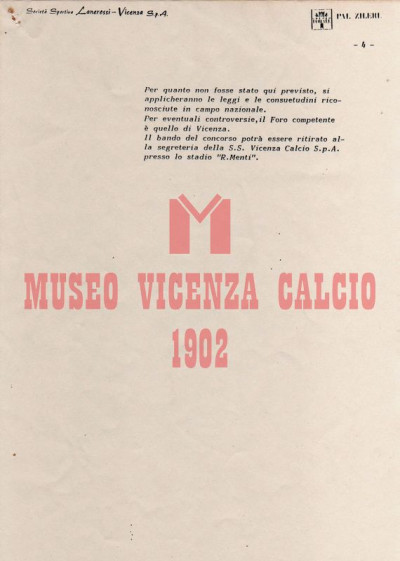 Società Sportiva Lanerossi-Vicenza S.p.A.
PAL ZILERI
- 4 -
Per quanto non fosse stato qui previsto, si
applicheranno le leggi e le consuetudini rico-
nosciute in campo nazionale.
Per eventuali controversie,il Foro competente
è quello di Vicenza.
Il bando del concorso potrà essere ritirato al-
la segreteria della S.S. Vicenza Calcio S.p.A.
presso lo stadio "R.Menti".
M
MUSEO VICENZA CALCIO
1902